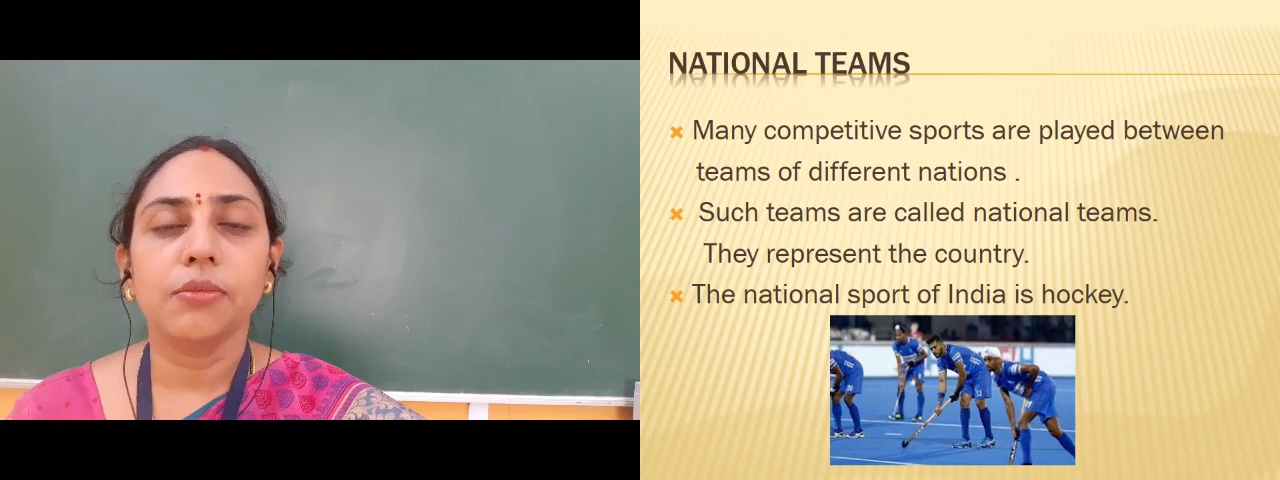 NATIONAL TEAMS
Many competitive sports are played between
teams of different nations .
Such teams are called national teams.
They represent the country.
The national sport of India is hockey.